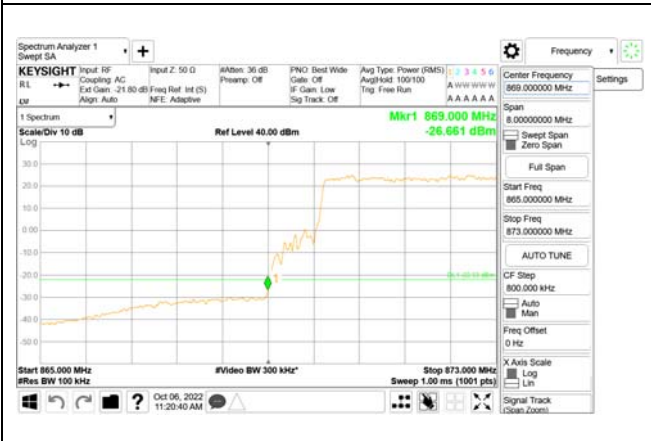 Spectrum Analyzer 1
Swept SA
+
Frequency
KEYSIGHT
RL
Input: RF
Coupling: AC
Ext Gain: -21.80 dB
Align: Auto
Input Z: 50 Ω
Freq Ref: Int (S)
NFE: Adaptive
#Atten: 36 dB
Preamp: Off
PNO: Best Wide
Gate: Off
IF Gain: Low
Sig Track: Off
Avg Type: Power (RMS)
Avg|Hold: 100/100
Trig: Free Run
1 2 3 4 5 6
A W W W W W
A A A A A A
1 Spectrum
Scale/Div 10 dB
Log
Ref Level 40.00 dBm
Mkr1 869.000 MHz
-26.661 dBm
30.0
20.0
10.0
0.00
-10.0
-20.0
-30.0
-40.0
-50.0
1
Start 865.000 MHz
#Res BW 100 kHz
#Video BW 300 kHz*
Stop 873.000 MHz
Sweep 1.00 ms (1001 pts)
?
Oct 06, 2022
11:20:40 AM
Center Frequency
869.000000 MHz
Settings
Span
8.00000000 MHz
Swept Span
Zero Span
Full Span
Start Freq
865.000000 MHz
Stop Freq
873.000000 MHz
AUTO TUNE
CF Step
800.000 kHz
Auto
Man
Freq Offset
0 Hz
X Axis Scale
Log
Lin
Signal Track
(Span Zoom)